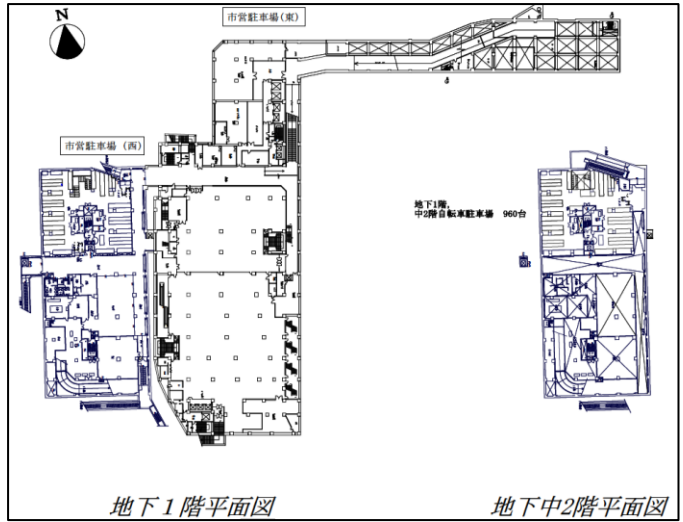 N
市営駐車場(東)
市営駐車場 (西)
地下1階,
中2階自転車駐車場 960台
地下1階平面図
地下中2階平面図